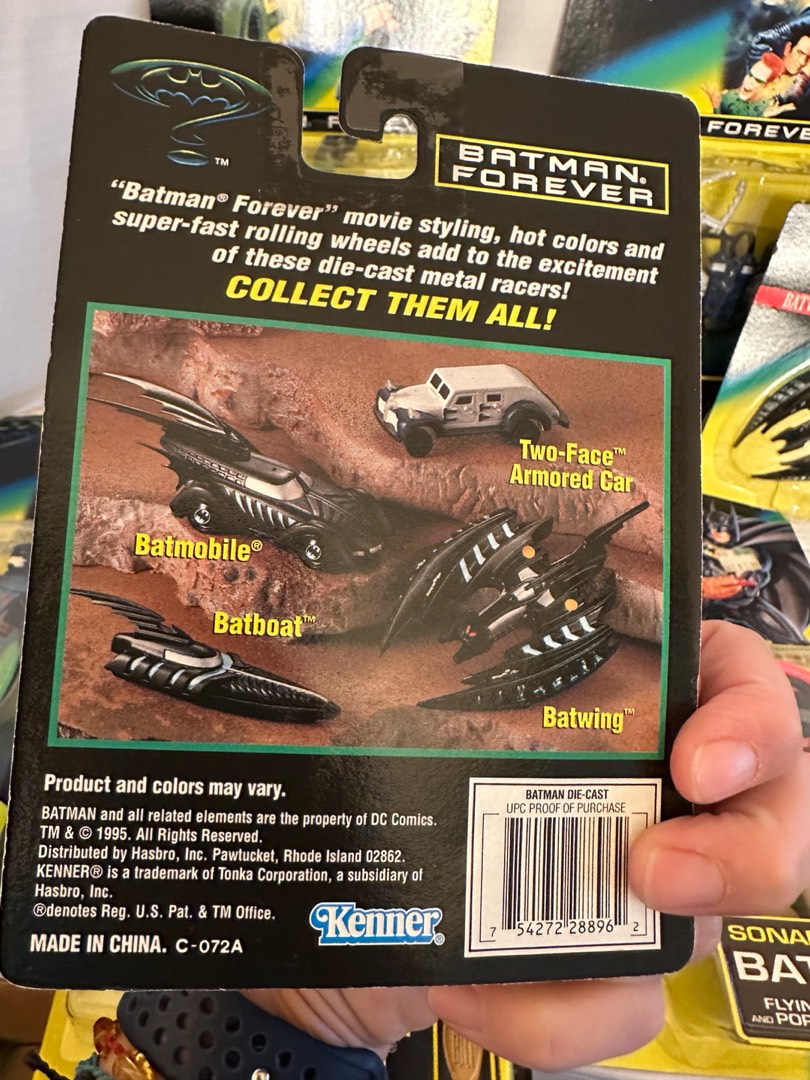 FOREVE
TM
BATMAN.
FOREVER
"Batman® Forever" movie styling, hot colors and
super-fast rolling wheels add to the excitement
of these die-cast metal racers!
COLLECT THEM ALL!
Two-Face™
Armored Car
Batmobile®
Batboat™
Batwing™
Product and colors may vary.
BATMAN and all related elements are the property of DC Comics.
TM & © 1995. All Rights Reserved.
Distributed by Hasbro, Inc. Pawtucket, Rhode Island 02862.
KENNER® is a trademark of Tonka Corporation, a subsidiary of
Hasbro, Inc.
®denotes Reg. U.S. Pat. & TM Office.
MADE IN CHINA. C-072A
Kenner®
BATMAN DIE-CAST
UPC PROOF OF PURCHASE
7 54272 28896 2
SONA
BAT
FLYIN
AND POP